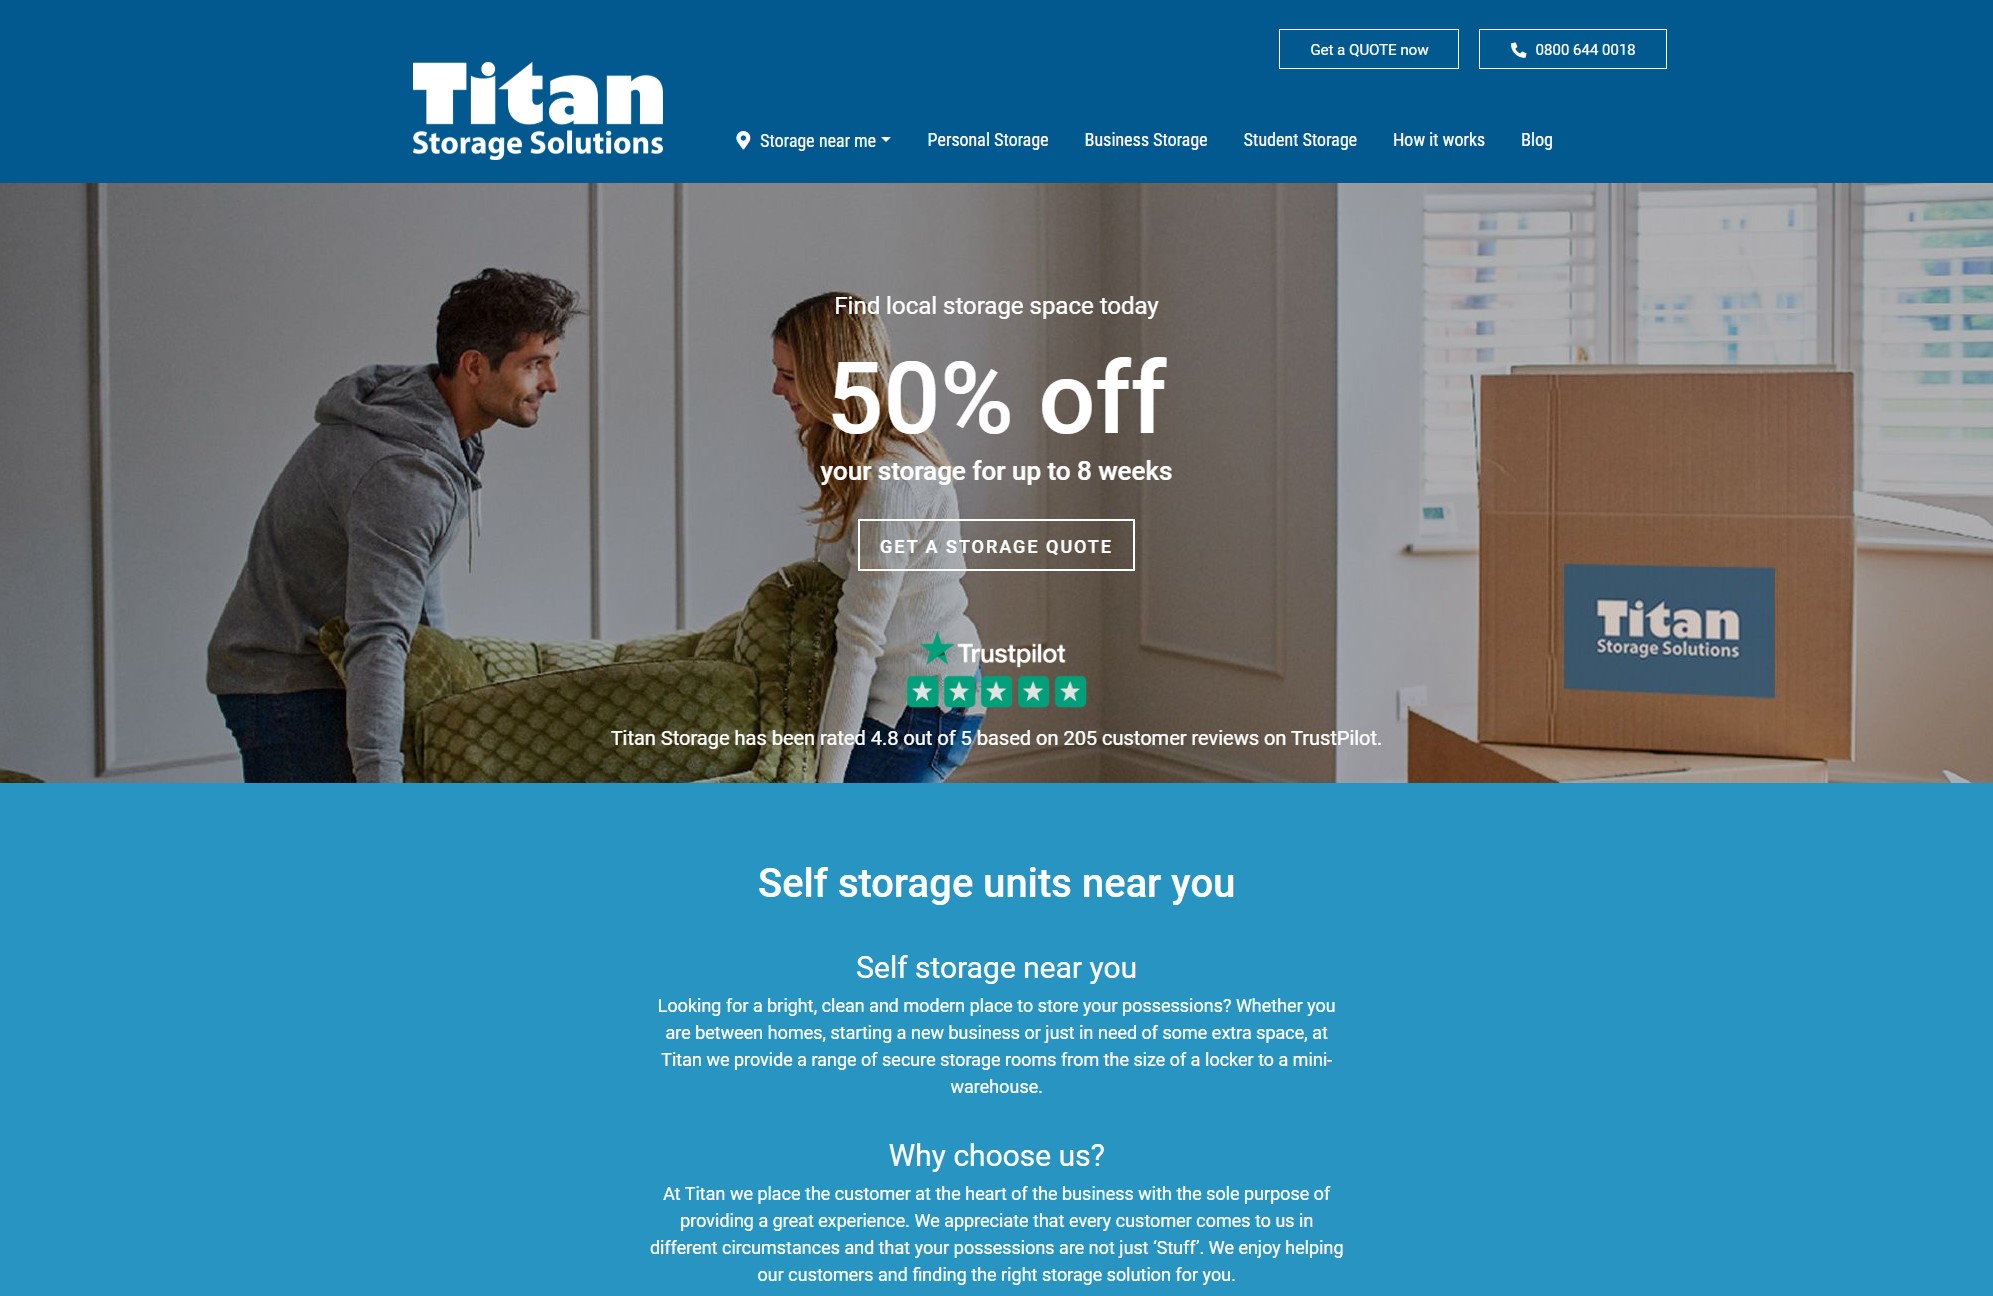 Get a QUOTE now
0800 644 0018
Titan
Storage Solutions
Storage near me
Personal Storage
Business Storage
Student Storage
How it works
Blog
Find local storage space today
50% off
your storage for up to 8 weeks
GET A STORAGE QUOTE
Trustpilot
Titan Storage has been rated 4.8 out of 5 based on 205 customer reviews on TrustPilot.
Titan
Storage Solutions
Self storage units near you
Self storage near you
Looking for a bright, clean and modern place to store your possessions? Whether you
are between homes, starting a new business or just in need of some extra space, at
Titan we provide a range of secure storage rooms from the size of a locker to a mini-
warehouse.
Why choose us?
At Titan we place the customer at the heart of the business with the sole purpose of
providing a great experience. We appreciate that every customer comes to us in
different circumstances and that your possessions are not just ‘Stuff’. We enjoy helping
our customers and finding the right storage solution for you.